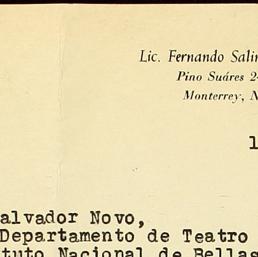 Lic. Fernando Salin
Pino Suáres 2-
Monterrey, N
1
alvador Novo,
Departamento de Teatro
tuto Nacional de Bellas